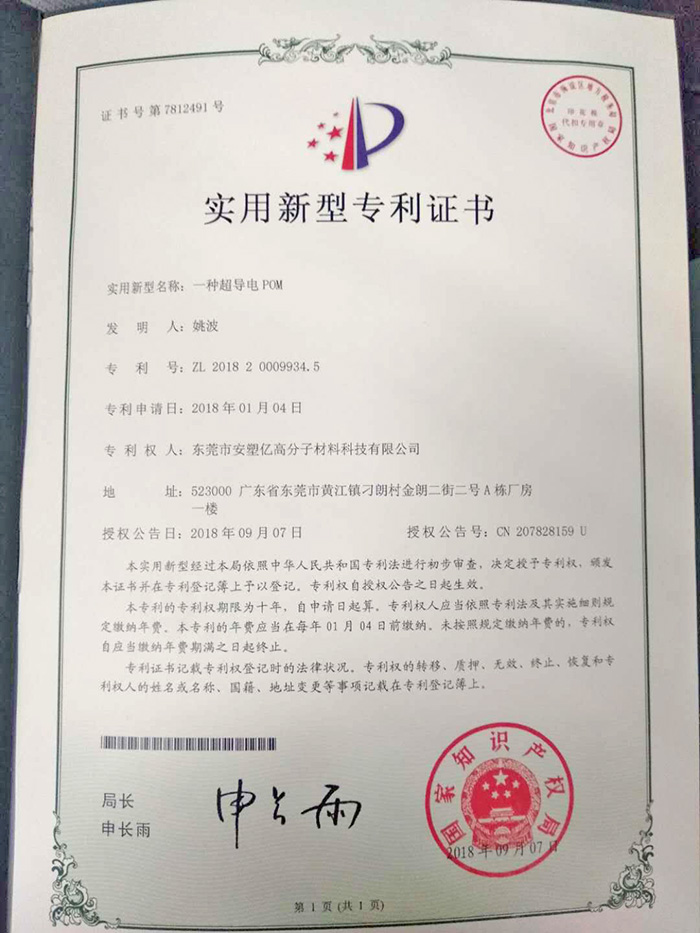 证书号第7812491号
印花税
代扣专用章
国家知识产权局
实用新型专利证书
实用新型名称：一种超导电POM
发明人：姚波
专利号：ZL 2018 2 0009934.5
专利申请日：2018年01月04日
专利权人：东莞市安塑亿高分子材料科技有限公司
地址：523000 广东省东莞市黄江镇刁朗村金朗二街二号A栋厂房
一楼
授权公告日：2018年09月07日 授权公告号：CN 207828159 U
本实用新型经过本局依照中华人民共和国专利法进行初步审查，决定授予专利权，颁发
本证书并在专利登记簿上予以登记。专利权自授权公告之日起生效。
本专利的专利权期限为十年，自申请日起算。专利权人应当依照专利法及其实施细则规
定缴纳年费。本专利的年费应当在每年01月04日前缴纳。未按照规定缴纳年费的，专利权
自应当缴纳年费期满之日起终止。
专利证书记载专利权登记时的法律状况。专利权的转移、质押、无效、终止、恢复和专
利权人的姓名或名称、国籍、地址变更等事项记载在专利登记簿上。
局长
申长雨
申长雨
国家知识产权局
2018年09月07日
第1页（共1页）